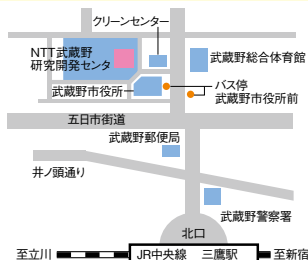 クリーンセンター
NTT武蔵野
研究開発センタ
武蔵野総合体育館
バス停
武蔵野市役所前
武蔵野市役所
五日市街道
武蔵野郵便局
井ノ頭通り
武蔵野警察署
北口
至立川
JR中央線 三鷹駅
至新宿